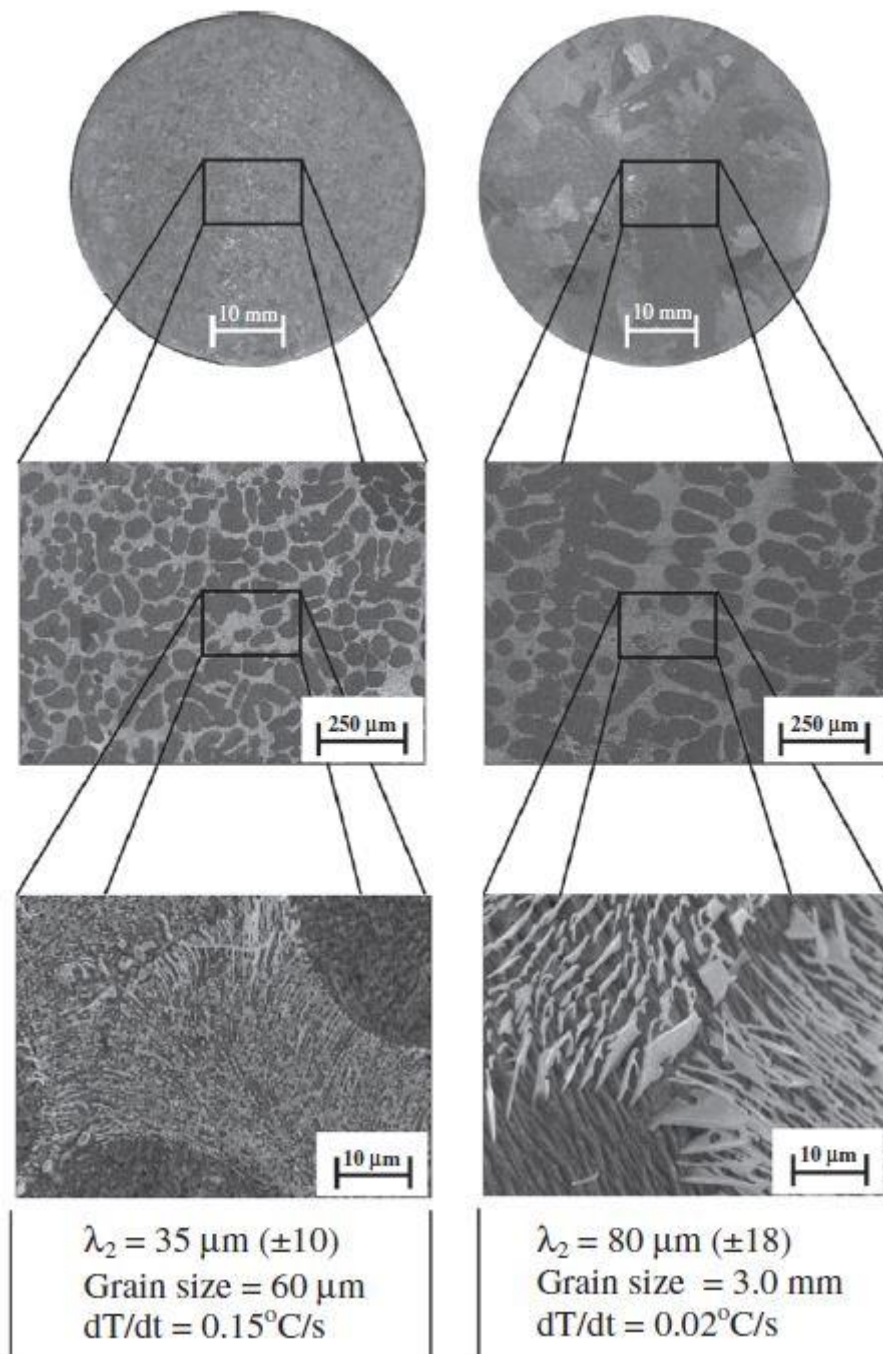 10 mm
10 mm
250 μm
250 μm
10 μm
10 μm
λ₂ = 35 μm (±10)
Grain size = 60 μm
dT/dt = 0.15°C/s
λ₂ = 80 μm (±18)
Grain size = 3.0 mm
dT/dt = 0.02°C/s